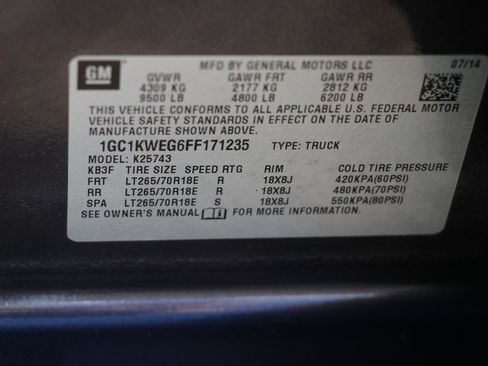 GM
MFD BY GENERAL MOTORS LLC 07/14
GVWR GAWR FRT GAWR RR
4309 KG 2177 KG 2812 KG
9500 LB 4800 LB 6200 LB
THIS VEHICLE CONFORMS TO ALL APPLICABLE U.S. FEDERAL MOTOR
VEHICLE SAFETY STANDARDS IN EFFECT ON THE DATE OF
MANUFACTURE SHOWN ABOVE.
1GC1KWEG6FF171235 TYPE: TRUCK
MODEL: K25743
KB3F TIRE SIZE SPEED RTG RIM COLD TIRE PRESSURE
FRT LT265/70R18E R 18X8J 420KPA(60PSI)
RR LT265/70R18E R 18X8J 480KPA(70PSI)
SPA LT265/70R18E S 18X8J 550KPA(80PSI)
SEE OWNER'S MANUAL FOR MORE INFORMATION